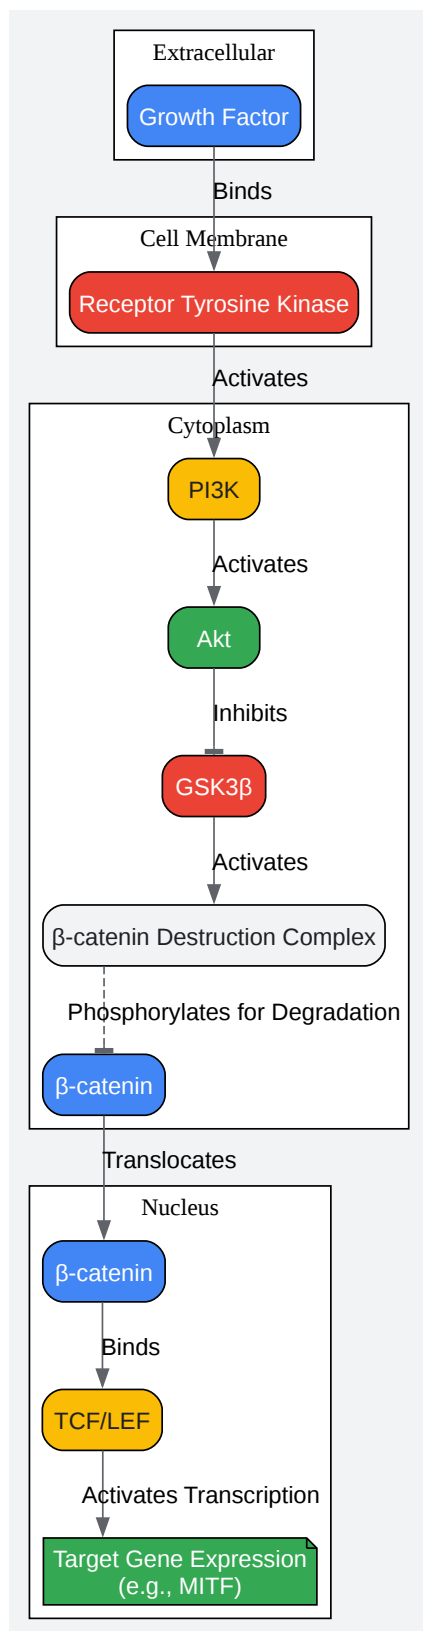 Extracellular
Growth Factor
Binds
Cell Membrane
Receptor Tyrosine Kinase
Activates
Cytoplasm
PI3K
Activates
Akt
Inhibits
GSK3β
Activates
β-catenin Destruction Complex
Phosphorylates for Degradation
β-catenin
Translocates
Nucleus
β-catenin
Binds
TCF/LEF
Activates Transcription
Target Gene Expression
(e.g., MITF)